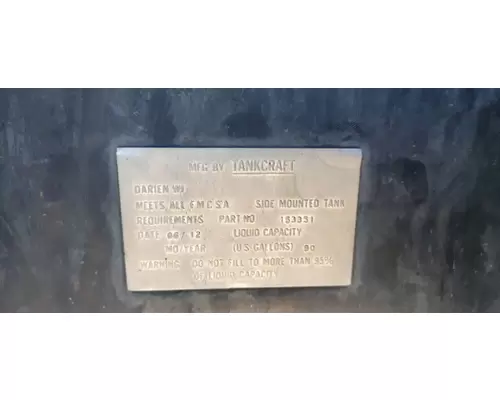 MFG BY TANKCRAFT
DARIEN WI
MEETS ALL F.M.C.S.A SIDE MOUNTED TANK
REQUIREMENTS PART NO 153351
DATE 06/12 LIQUID CAPACITY
MO/YEAR (U.S. GALLONS) 90
WARNING DO NOT FILL TO MORE THAN 95%
OF LIQUID CAPACITY